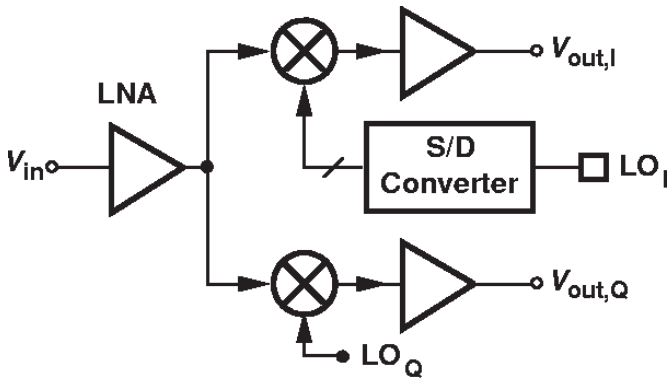 V_out,I
LNA
S/D
Converter
LO_I
V_in
V_out,Q
LO_Q